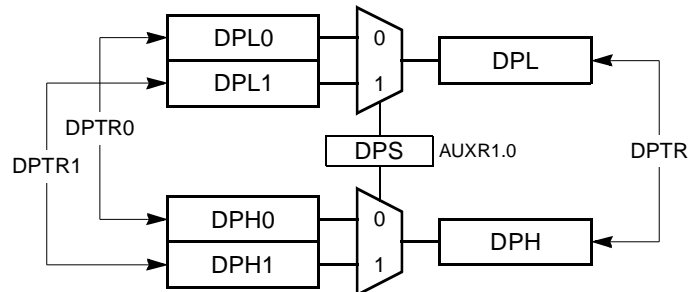 DPL0
0
DPL
DPL1
1
DPTR0
DPTR1
DPS
AUXR1.0
DPTR
DPH0
0
DPH
DPH1
1